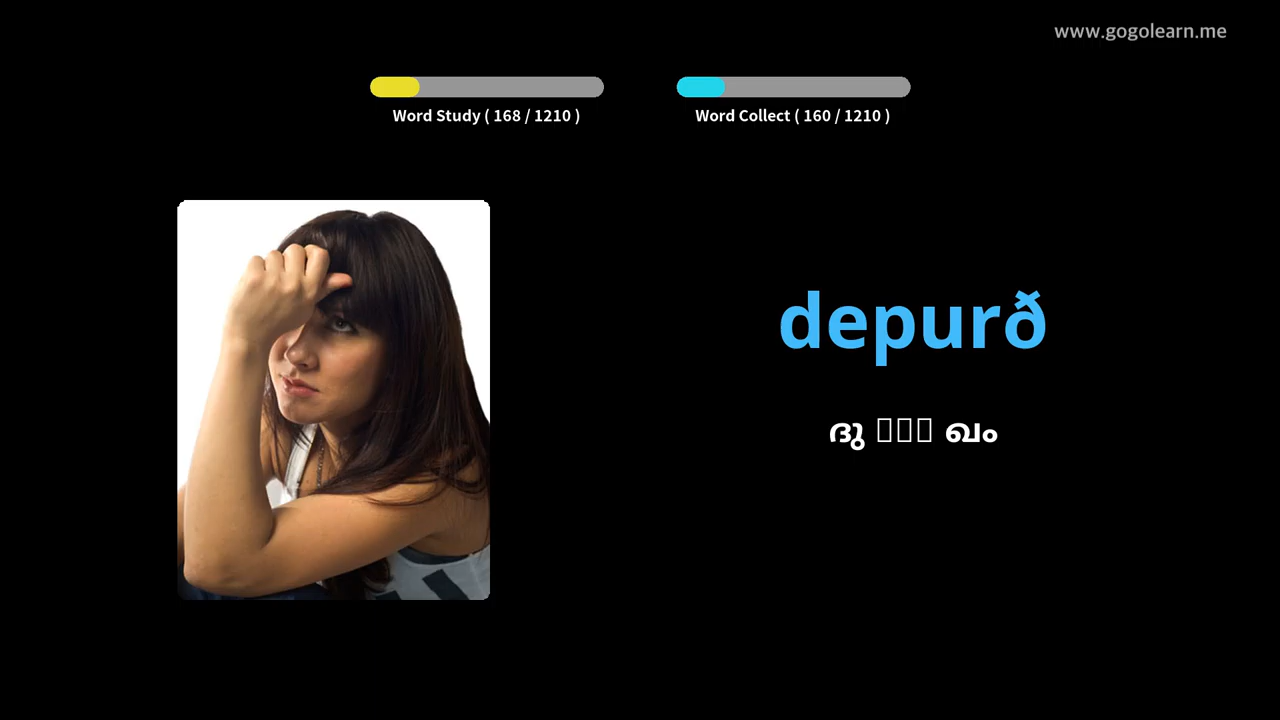 www.gogolearn.me
Word Study ( 168 / 1210 )
Word Collect ( 160 / 1210 )
depurð
ദു ഖം